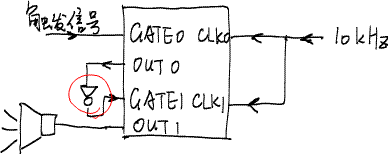 触发信号
GATE0 CLK0
10kHz
OUT0
GATE1 CLK1
OUT1